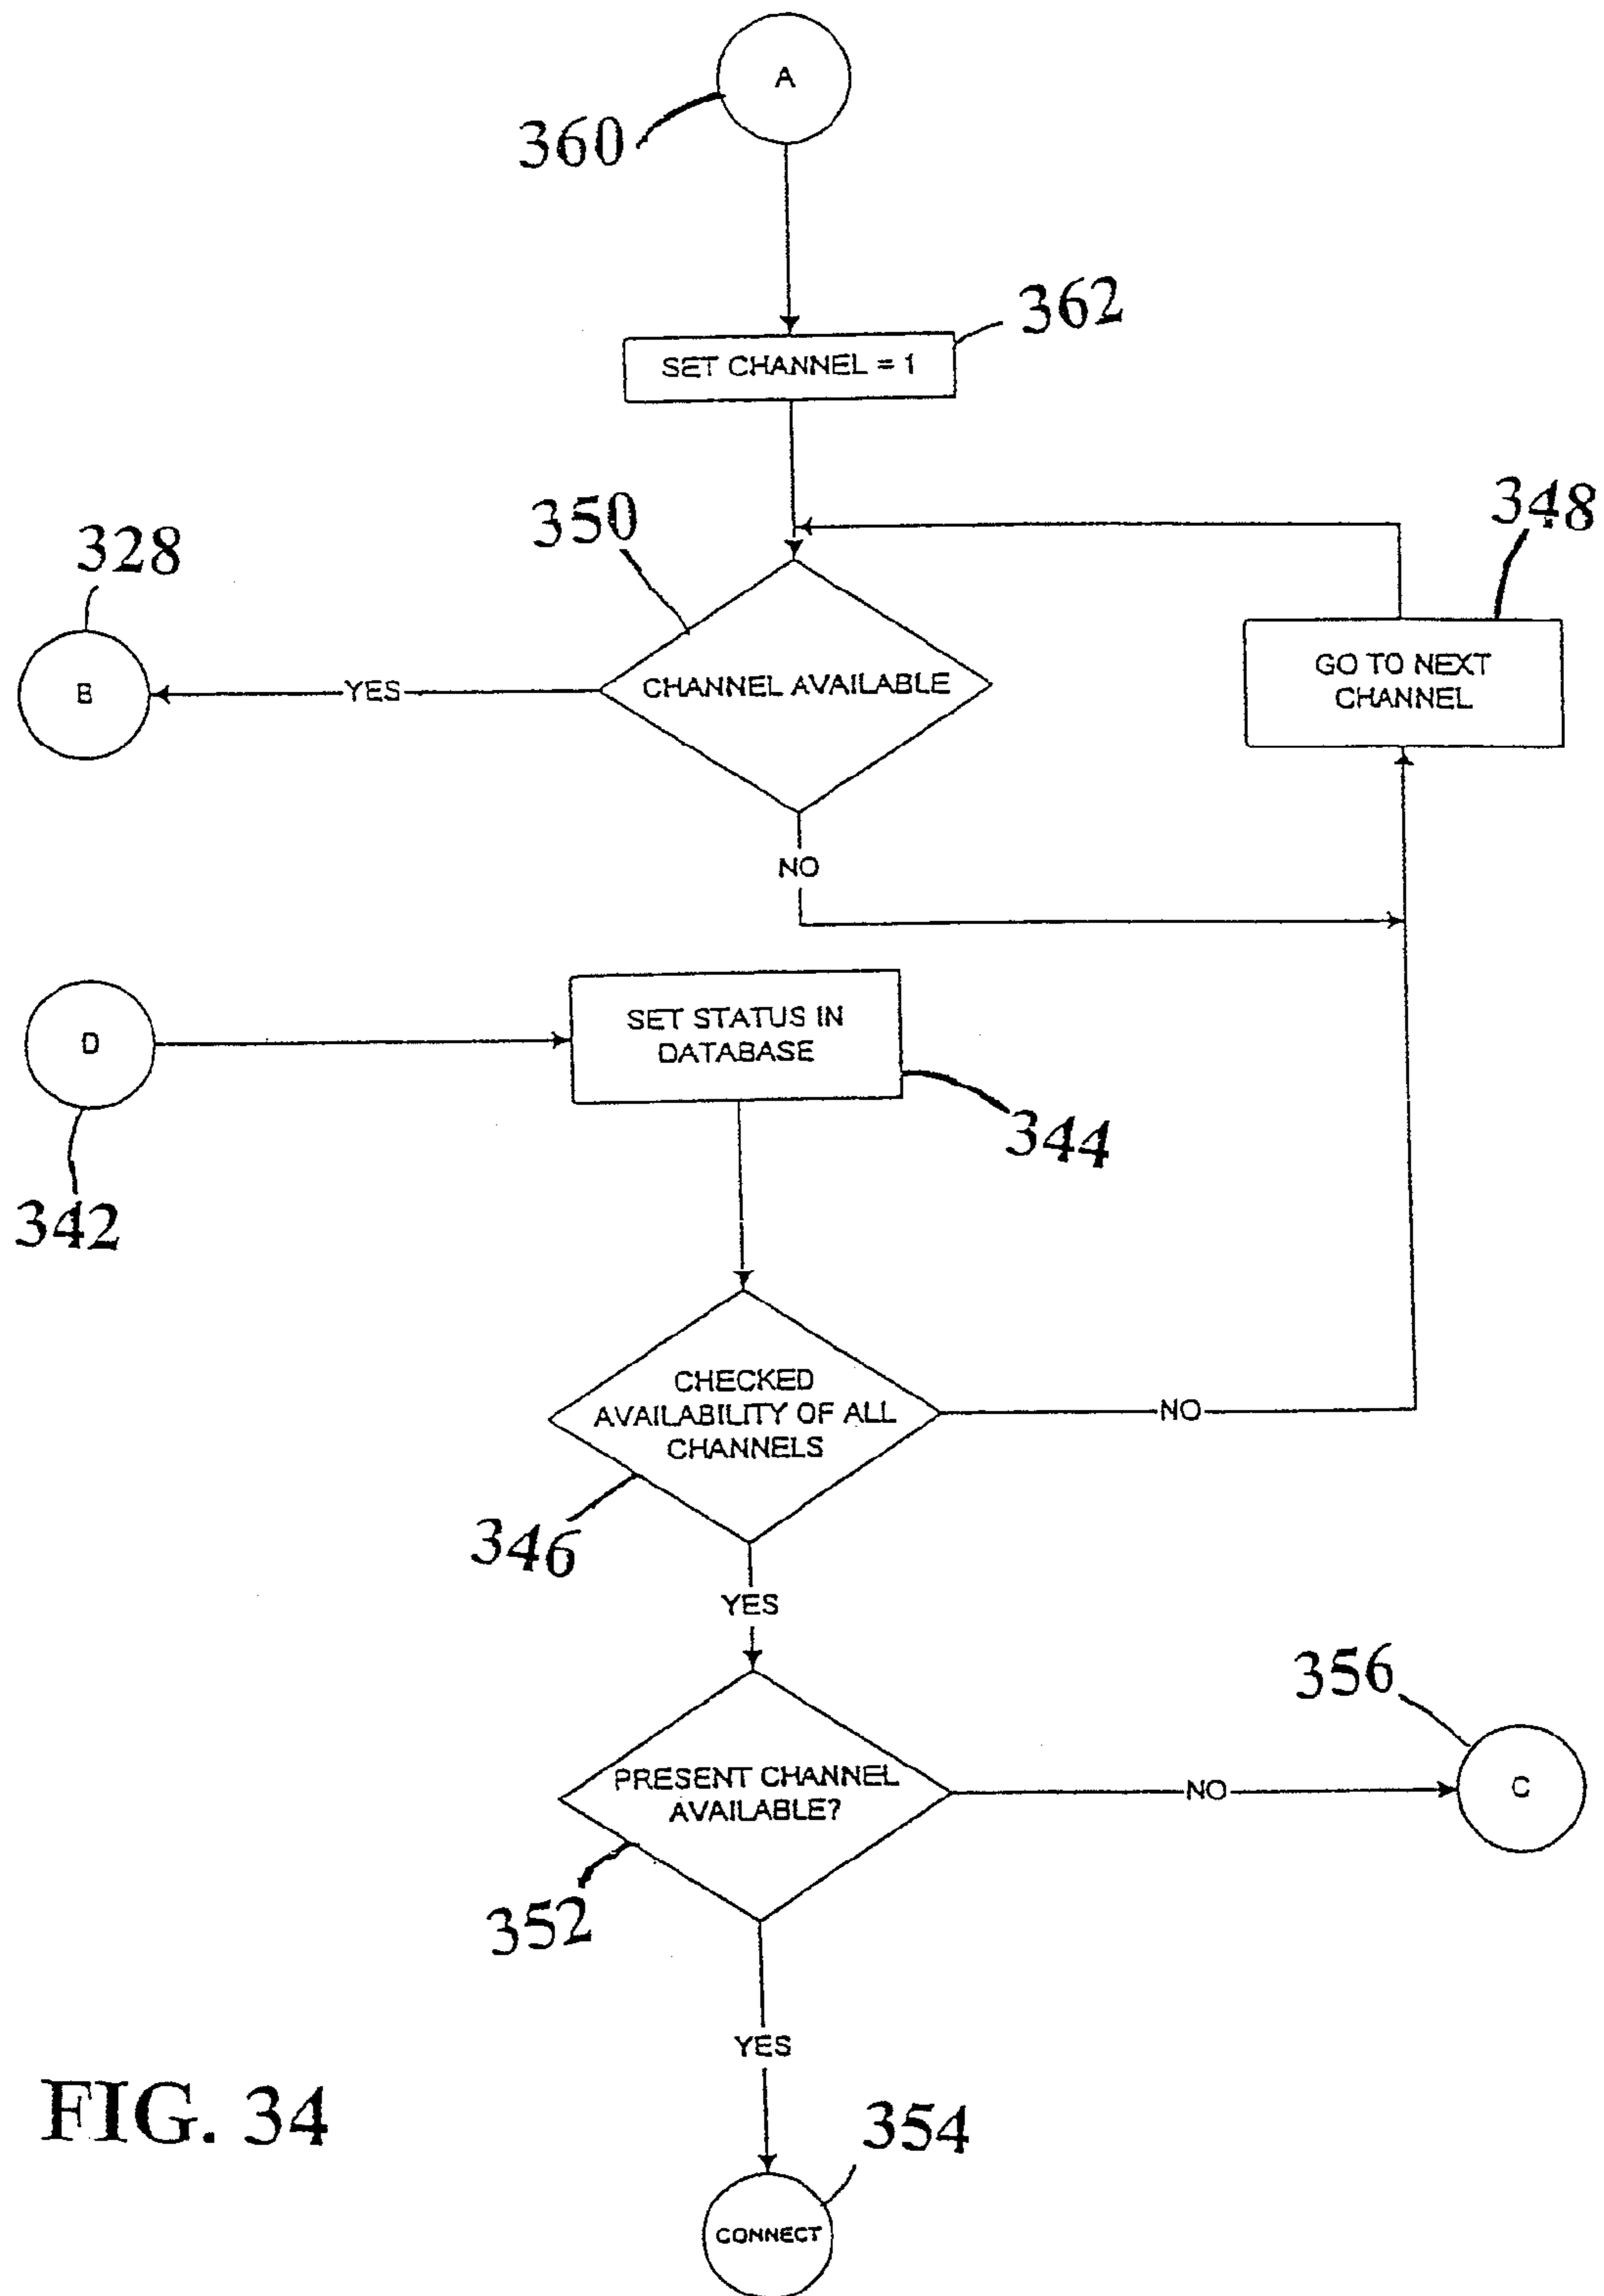 A
360
362
SET CHANNEL = 1
350
348
328
B
YES
CHANNEL AVAILABLE
GO TO NEXT
CHANNEL
NO
D
SET STATUS IN
DATABASE
344
342
CHECKED
AVAILABILITY OF ALL
CHANNELS
NO
346
YES
356
PRESENT CHANNEL
AVAILABLE?
NO
C
352
YES
FIG. 34
354
CONNECT